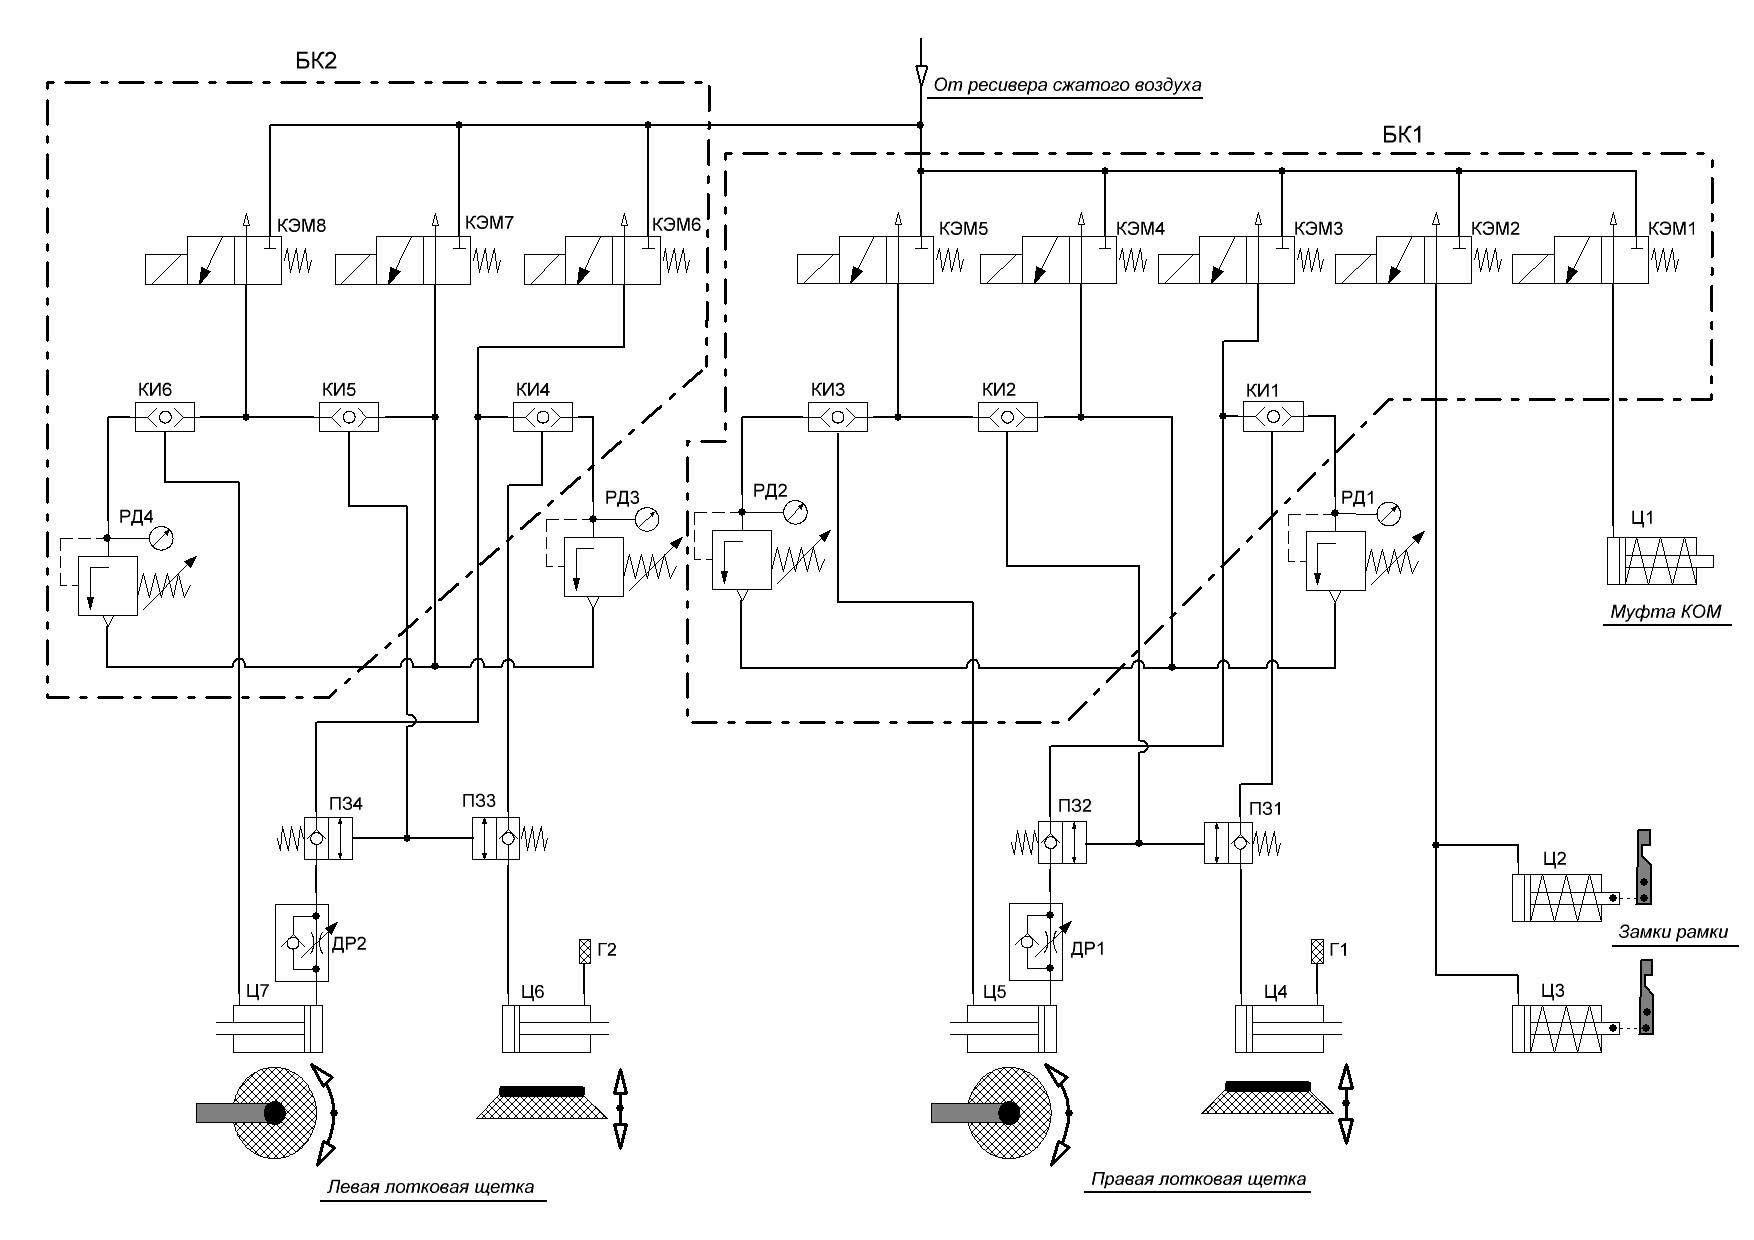 БК2
От ресивера сжатого воздуха
БК1
КЭМ8
КЭМ7
КЭМ6
КЭМ5
КЭМ4
КЭМ3
КЭМ2
КЭМ1
КИ6
КИ5
КИ4
КИ3
КИ2
КИ1
РД4
РД3
РД2
РД1
Ц1
Муфта КОМ
ПЗ4
ПЗ3
ПЗ2
ПЗ1
Ц2
Замки рамки
ДР2
Г2
ДР1
Г1
Ц7
Ц6
Ц5
Ц4
Ц3
Левая лотковая щетка
Правая лотковая щетка